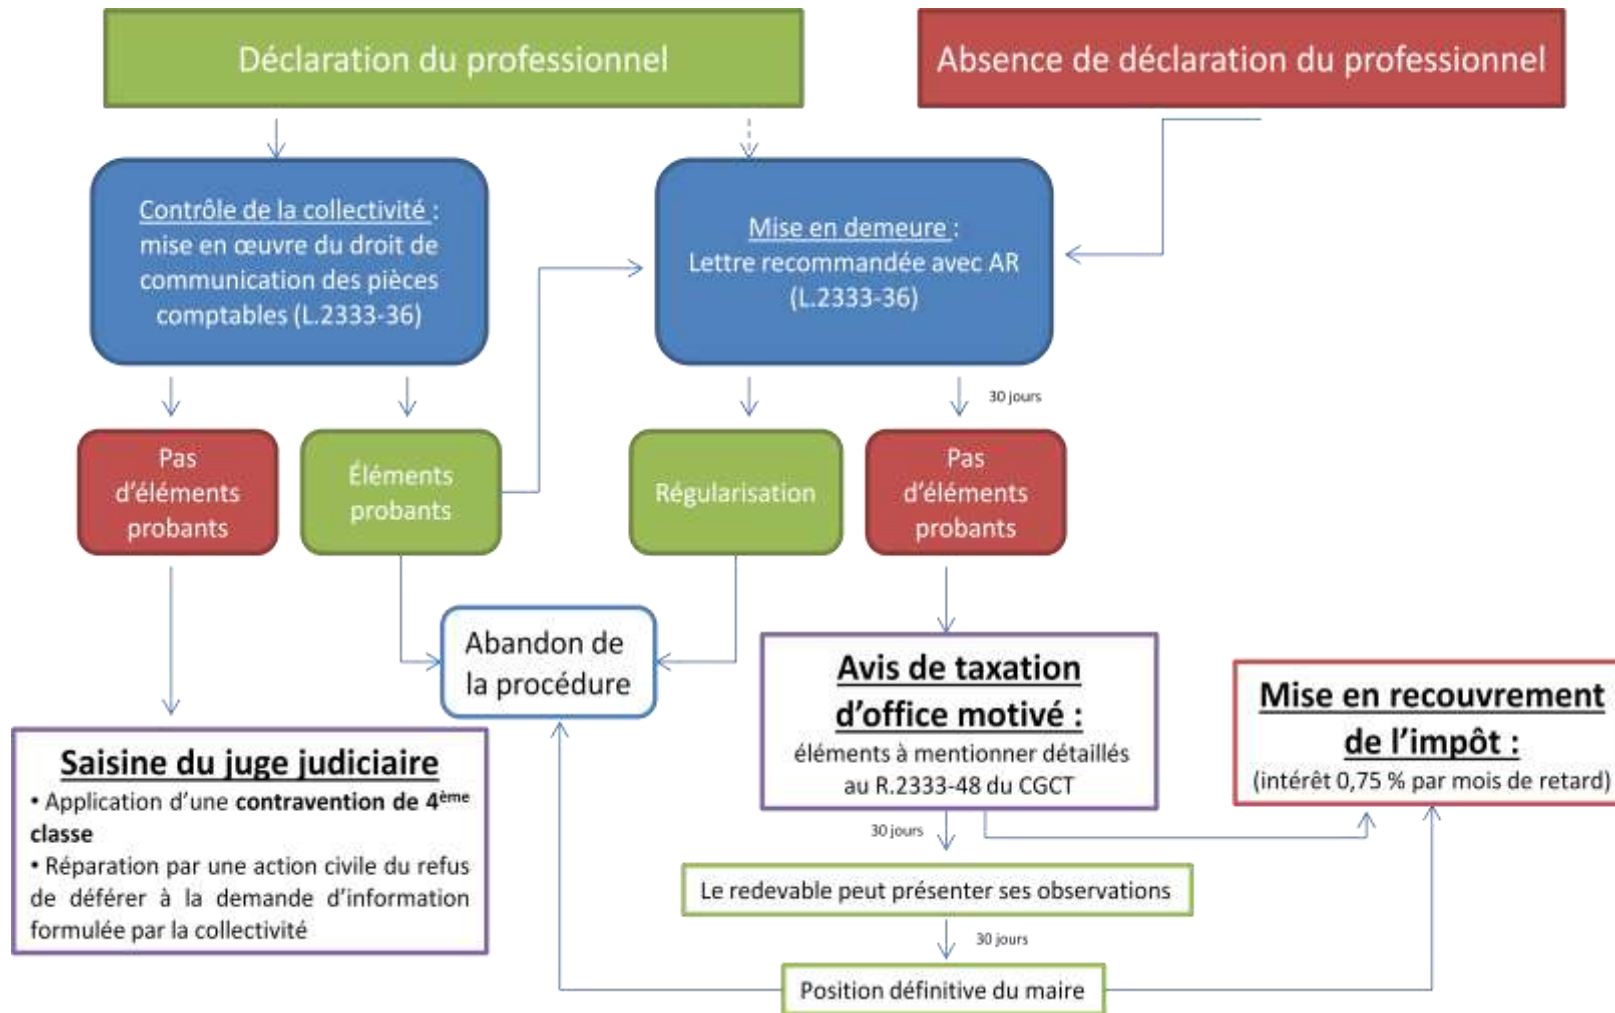 Déclaration du professionnel
Absence de déclaration du professionnel
Contrôle de la collectivité :
mise en œuvre du droit de
communication des pièces
comptables (L.2333-36)
Mise en demeure :
Lettre recommandée avec AR
(L.2333-36)
30 jours
Pas
d’éléments
probants
Éléments
probants
Régularisation
Pas
d’éléments
probants
Abandon de
la procédure
Avis de taxation
d’office motivé :
éléments à mentionner détaillés
au R.2333-48 du CGCT
Mise en recouvrement
de l’impôt :
(intérêt 0,75 % par mois de retard)
Saisine du juge judiciaire
• Application d’une contravention de 4ème
classe
• Réparation par une action civile du refus
de déférer à la demande d’information
formulée par la collectivité
30 jours
Le redevable peut présenter ses observations
30 jours
Position définitive du maire